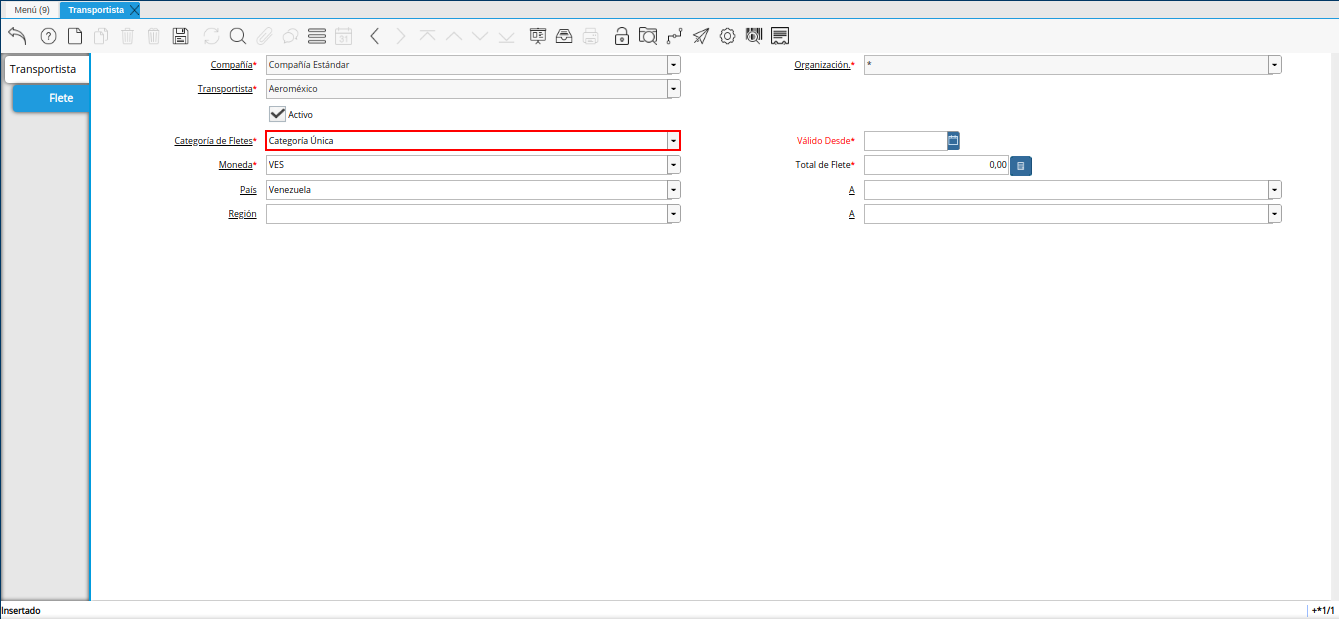 Menú (9) Transportista
31
Transportista
Flete
Compañía* Compañía Estándar Organización.* *
Transportista* Aeroméxico
Activo
Categoría de Fletes* Categoría Única Válido Desde*
Moneda* VES Total de Flete* 0,00
País Venezuela A
Región A
Insertado +*1/1